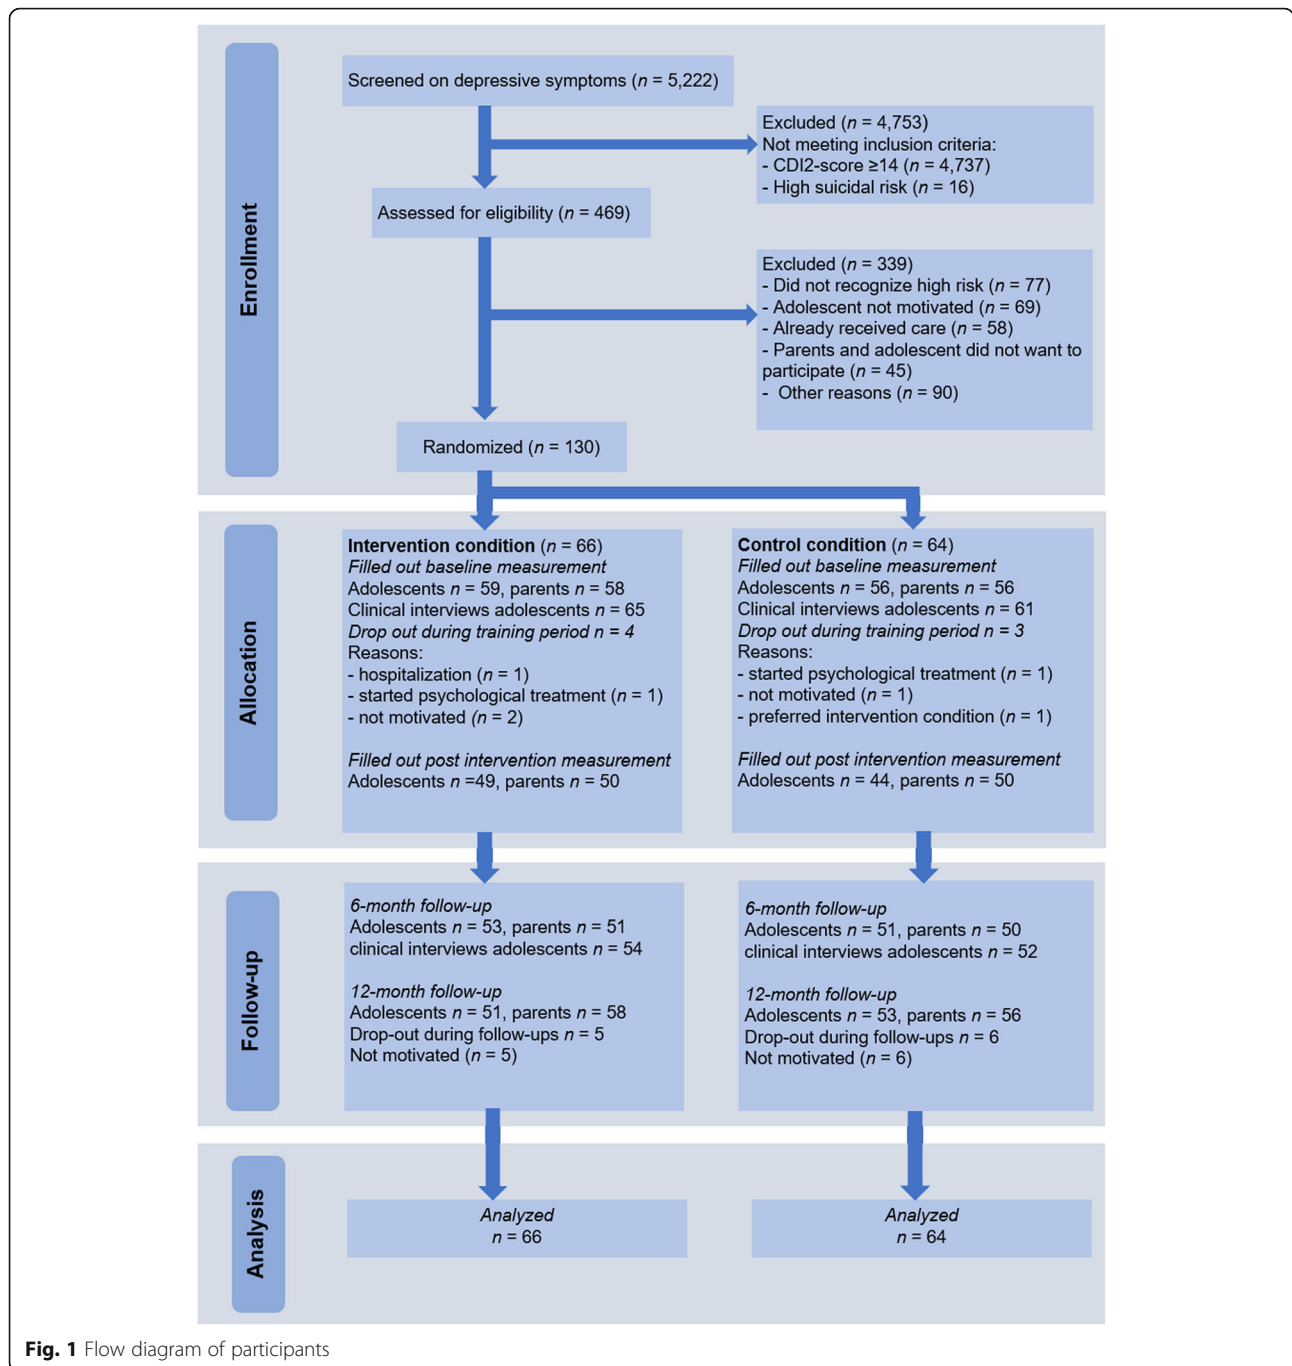 Enrollment
Screened on depressive symptoms (n = 5,222)
Excluded (n = 4,753)
Not meeting inclusion criteria:
- CDI2-score ≥14 (n = 4,737)
- High suicidal risk (n = 16)
Assessed for eligibility (n = 469)
Excluded (n = 339)
- Did not recognize high risk (n = 77)
- Adolescent not motivated (n = 69)
- Already received care (n = 58)
- Parents and adolescent did not want to
participate (n = 45)
- Other reasons (n = 90)
Randomized (n = 130)
Allocation
Intervention condition (n = 66)
Filled out baseline measurement
Adolescents n = 59, parents n = 58
Clinical interviews adolescents n = 65
Drop out during training period n = 4
Reasons:
- hospitalization (n = 1)
- started psychological treatment (n = 1)
- not motivated (n = 2)
Filled out post intervention measurement
Adolescents n =49, parents n = 50
Control condition (n = 64)
Filled out baseline measurement
Adolescents n = 56, parents n = 56
Clinical interviews adolescents n = 61
Drop out during training period n = 3
Reasons:
- started psychological treatment (n = 1)
- not motivated (n = 1)
- preferred intervention condition (n = 1)
Filled out post intervention measurement
Adolescents n = 44, parents n = 50
Follow-up
6-month follow-up
Adolescents n = 53, parents n = 51
clinical interviews adolescents n = 54
12-month follow-up
Adolescents n = 51, parents n = 58
Drop-out during follow-ups n = 5
Not motivated (n = 5)
6-month follow-up
Adolescents n = 51, parents n = 50
clinical interviews adolescents n = 52
12-month follow-up
Adolescents n = 53, parents n = 56
Drop-out during follow-ups n = 6
Not motivated (n = 6)
Analysis
Analyzed
n = 66
Analyzed
n = 64
Fig. 1 Flow diagram of participants